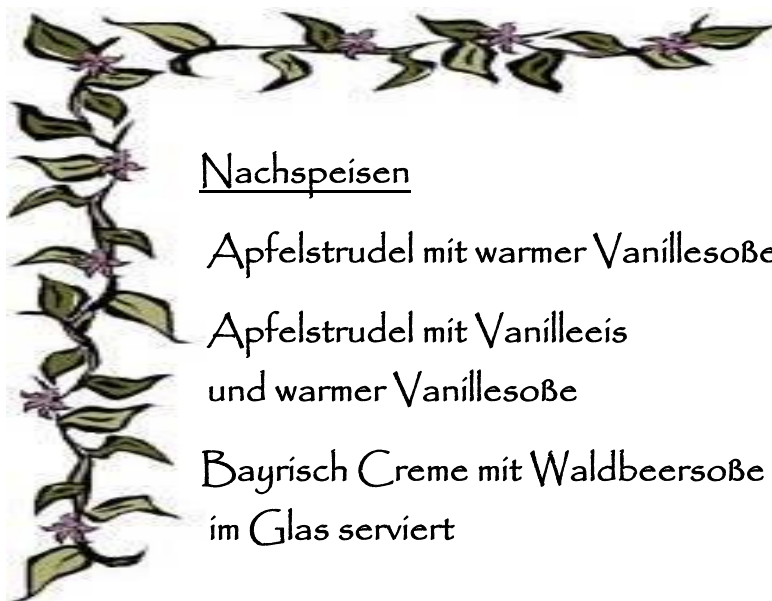 Nachspeisen
Apfelstrudel mit warmer Vanillesoße
Apfelstrudel mit Vanilleeis
und warmer Vanillesoße
Bayrisch Creme mit Waldbeersoße
im Glas serviert